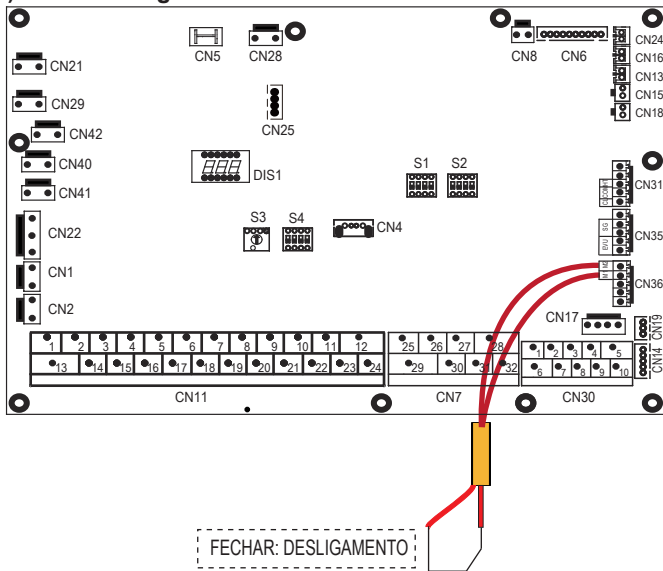 CN21
CN5
CN28
CN8
CN6
CN24
CN16
CN13
CN15
CN18
CN29
CN42
CN25
CN40
DIS1
S1
S2
CN41
CN31
CN22
S3
S4
CN4
SG
EVU
CN35
CN1
M1 M2
CN36
CN2
CN17
CN19
CN14
1 2 3 4 5 6 7 8 9 10 11 12
13 14 15 16 17 18 19 20 21 22 23 24
CN11
25 26 27 28
29 30 31 32
CN7
1 2 3 4 5
6 7 8 9 10
CN30
FECHAR: DESLIGAMENTO